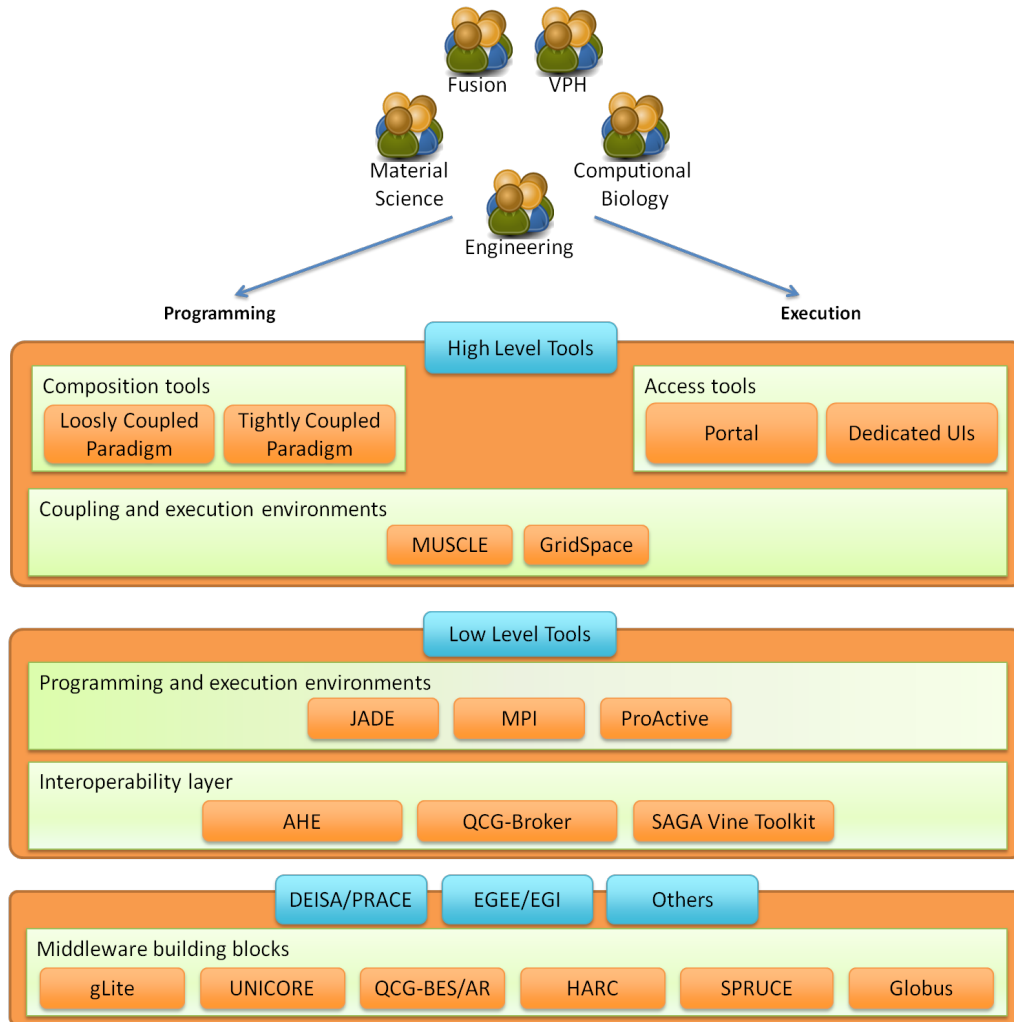 Fusion
VPH
Material
Science
Computional
Biology
Engineering
Programming
Execution
High Level Tools
Composition tools
Loosly Coupled
Paradigm
Tightly Coupled
Paradigm
Access tools
Portal
Dedicated UIs
Coupling and execution environments
MUSCLE
GridSpace
Low Level Tools
Programming and execution environments
JADE
MPI
ProActive
Interoperability layer
AHE
QCG-Broker
SAGA Vine Toolkit
DEISA/PRACE
EGEE/EGI
Others
Middleware building blocks
gLite
UNICORE
QCG-BES/AR
HARC
SPRUCE
Globus